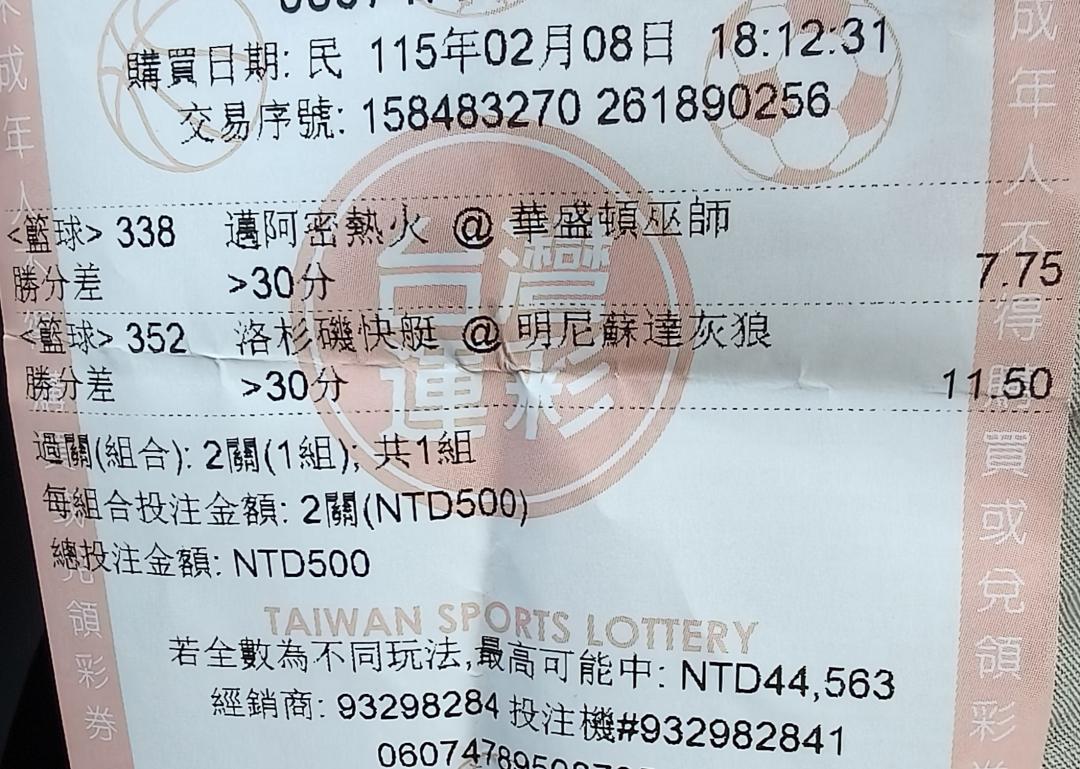 購買日期: 民 115年02月08日 18:12:31
交易序號: 158483270 261890256
<籃球> 338 邁阿密熱火 @ 華盛頓巫師
勝分差 >30分 7.75
<籃球> 352 洛杉磯快艇 @ 明尼蘇達灰狼
勝分差 >30分 11.50
過關(組合): 2關(1組); 共1組
每組合投注金額: 2關(NTD500)
總投注金額: NTD500
TAIWAN SPORTS LOTTERY
若全數為不同玩法,最高可能中: NTD44,563
經銷商: 93298284 投注機#932982841
台灣
運彩
成年人
領彩券
成年人不得購買或兌領彩